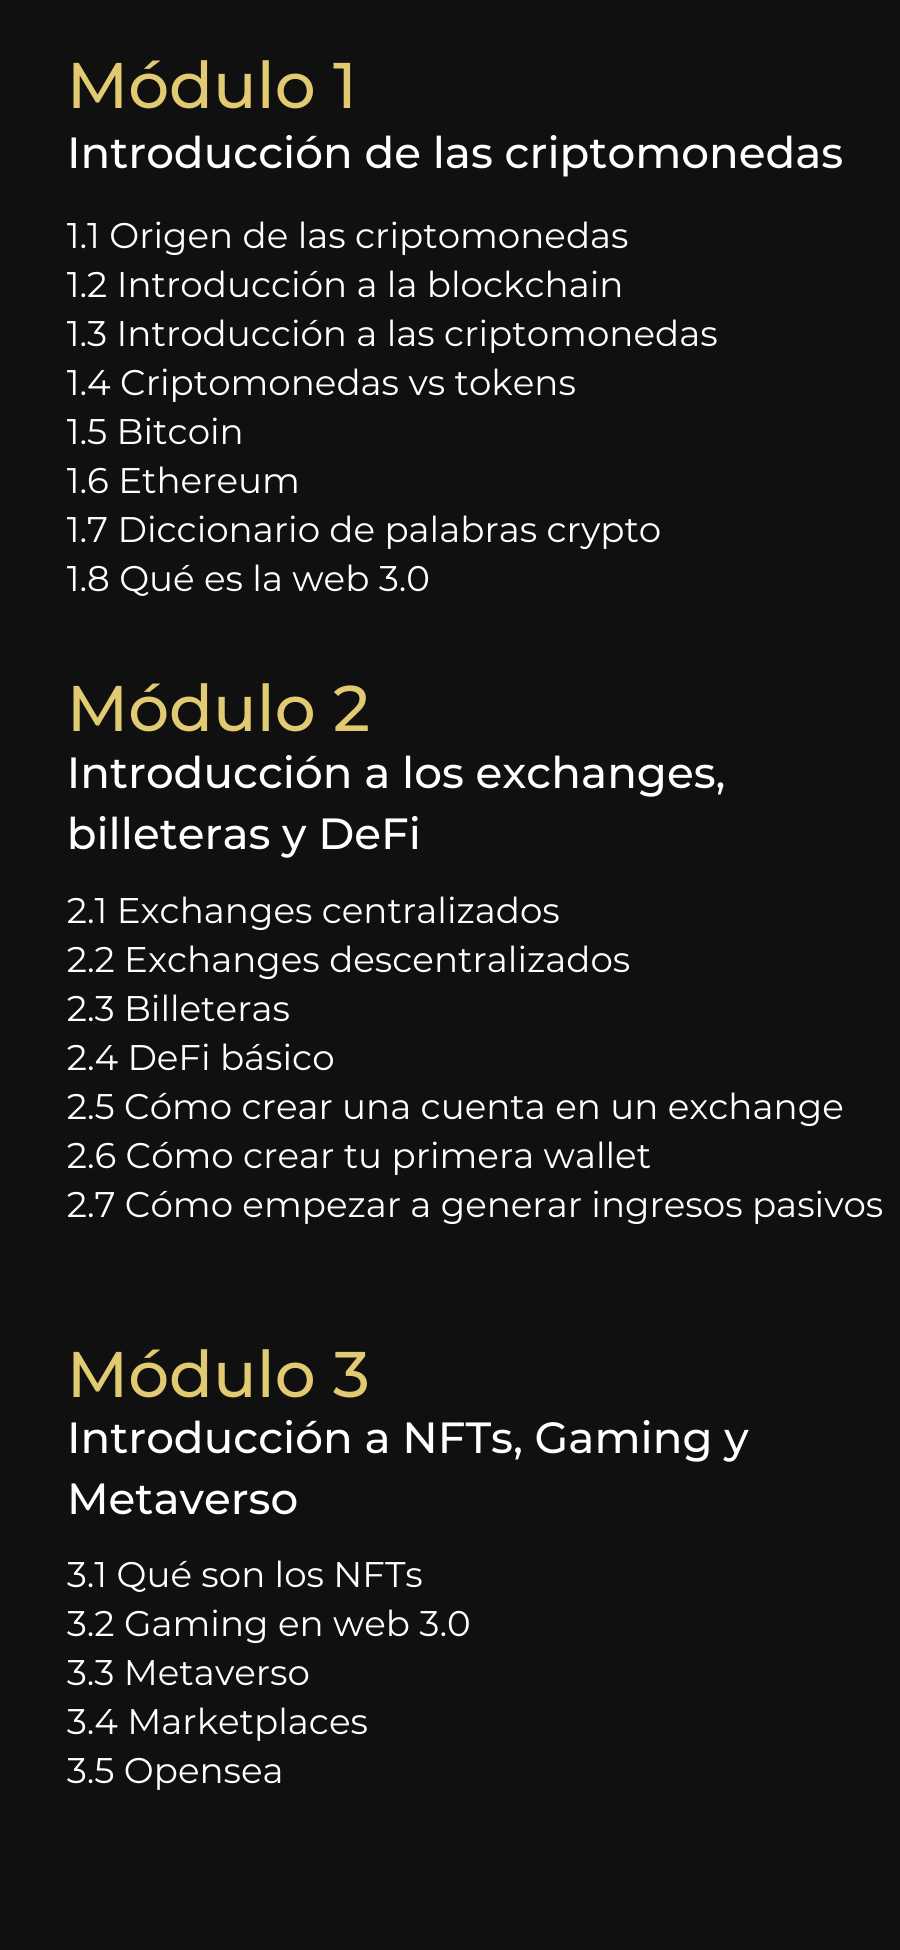 Módulo 1
Introducción de las criptomonedas
1.1 Origen de las criptomonedas
1.2 Introducción a la blockchain
1.3 Introducción a las criptomonedas
1.4 Criptomonedas vs tokens
1.5 Bitcoin
1.6 Ethereum
1.7 Diccionario de palabras crypto
1.8 Qué es la web 3.0
Módulo 2
Introducción a los exchanges,
billeteras y DeFi
2.1 Exchanges centralizados
2.2 Exchanges descentralizados
2.3 Billeteras
2.4 DeFi básico
2.5 Cómo crear una cuenta en un exchange
2.6 Cómo crear tu primera wallet
2.7 Cómo empezar a generar ingresos pasivos
Módulo 3
Introducción a NFTs, Gaming y
Metaverso
3.1 Qué son los NFTs
3.2 Gaming en web 3.0
3.3 Metaverso
3.4 Marketplaces
3.5 Opensea